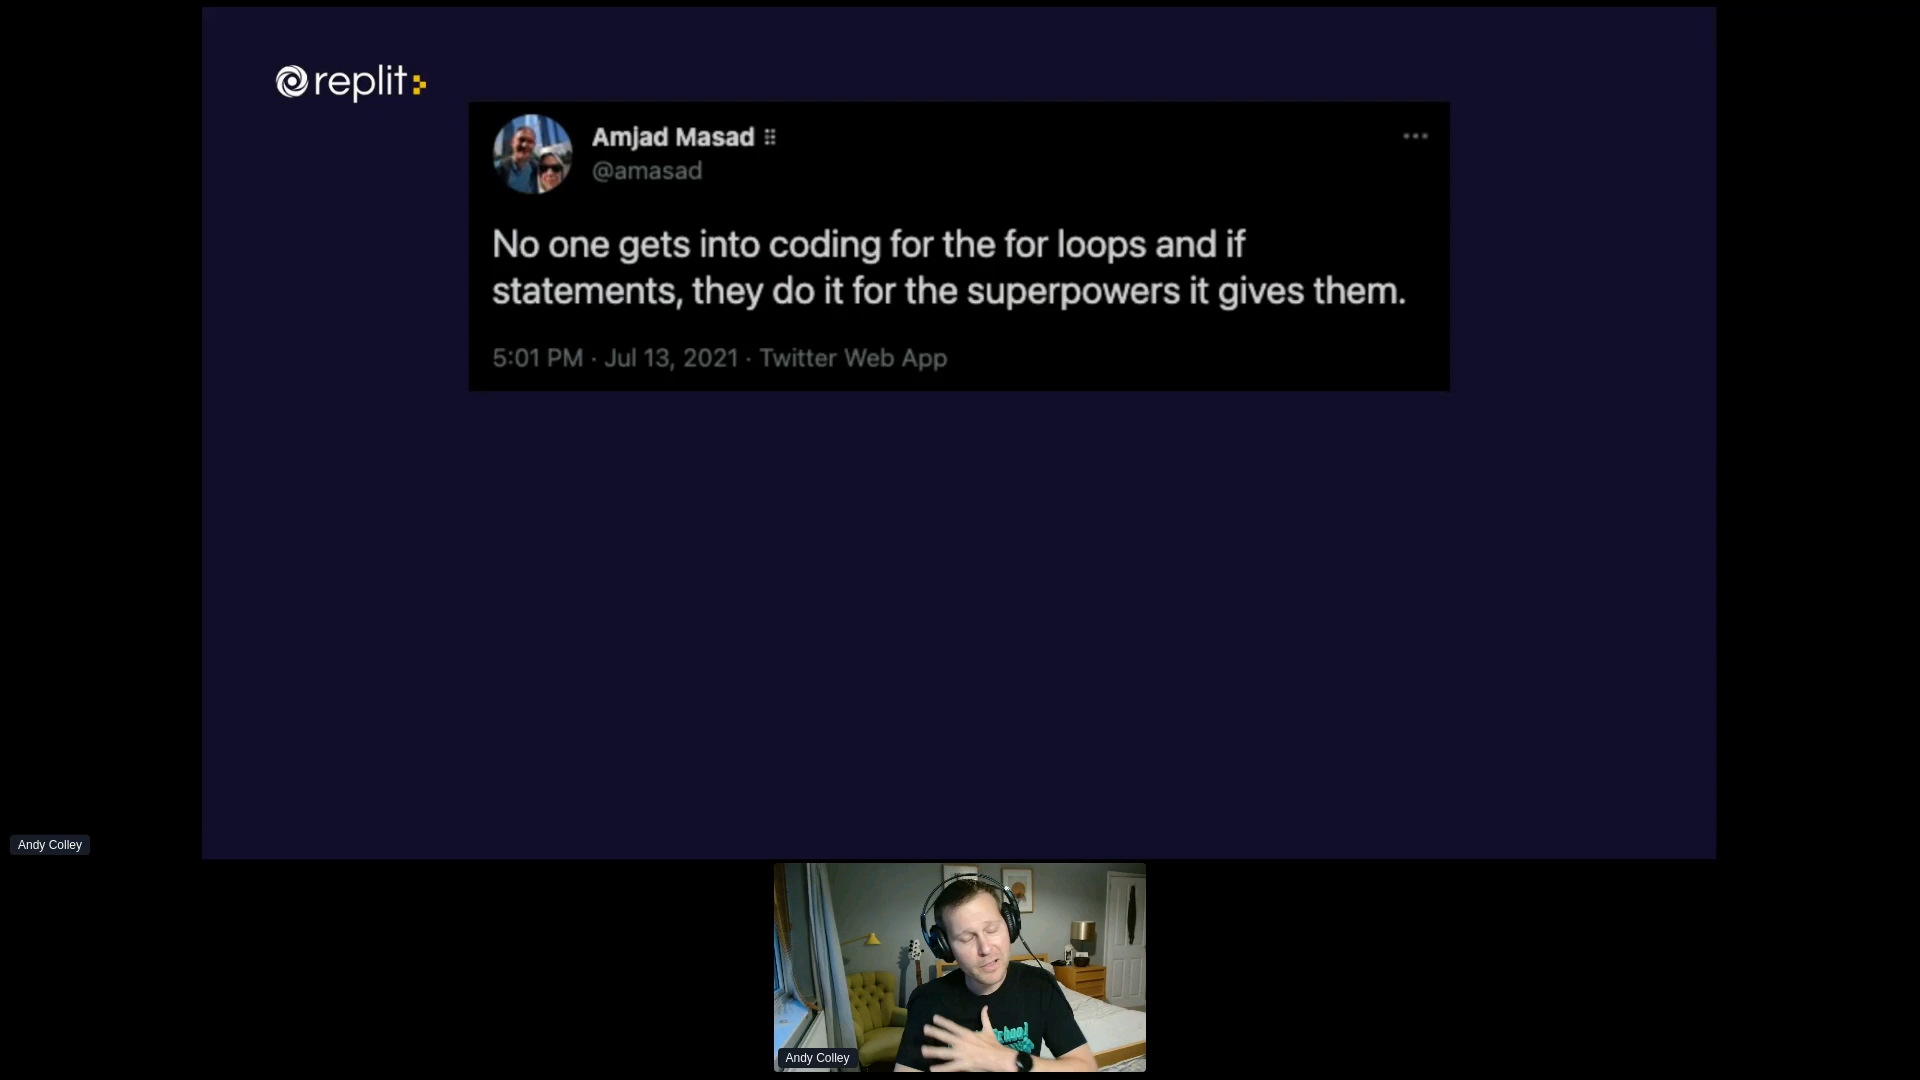 replit
Amjad Masad
@amasad
No one gets into coding for the for loops and if
statements, they do it for the superpowers it gives them.
5:01 PM · Jul 13, 2021 · Twitter Web App
Andy Colley
Andy Colley